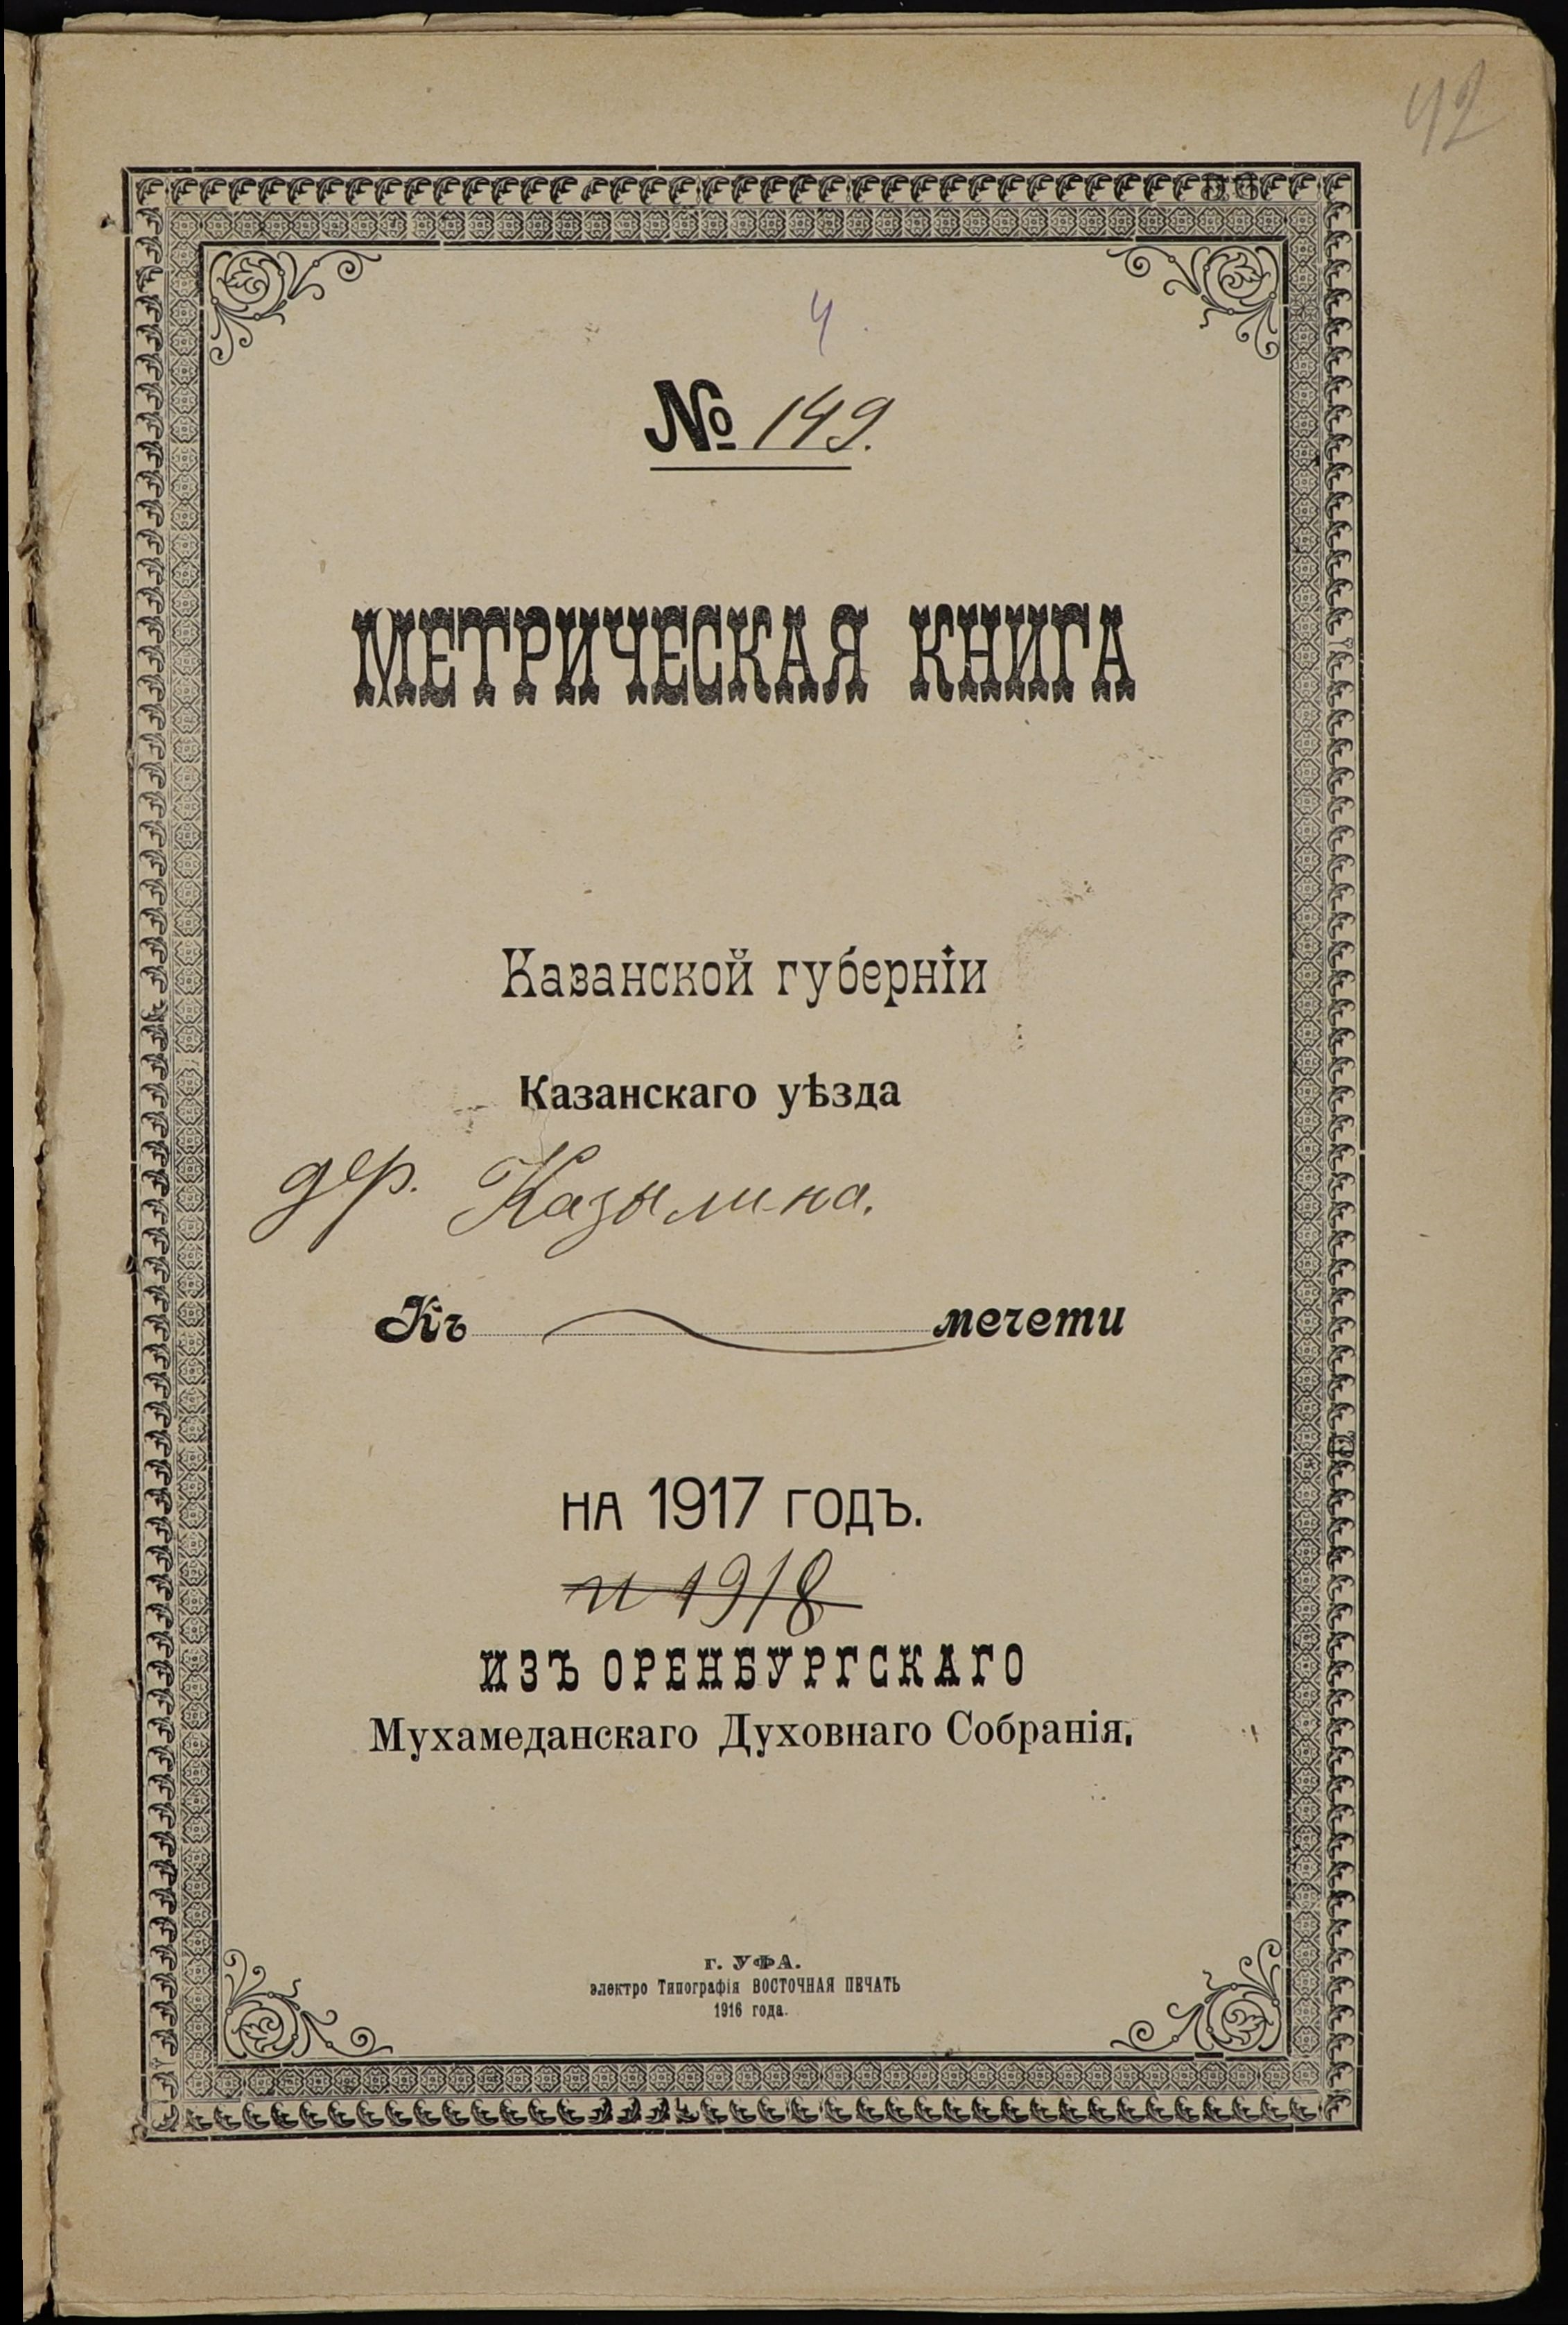 42
4
№ 149.
МЕТРИЧЕСКАЯ КНИГА
Казанской губерніи
Казанскаго уѣзда
дер. Казылина.
Къ мечети
НА 1917 ГОДЪ.
и 1918
ИЗЪ ОРЕНБУРГСКАГО
Мухамеданскаго Духовнаго Собранія.
г. УФА.
электро Типографія ВОСТОЧНАЯ ПЕЧАТЬ
1916 года.